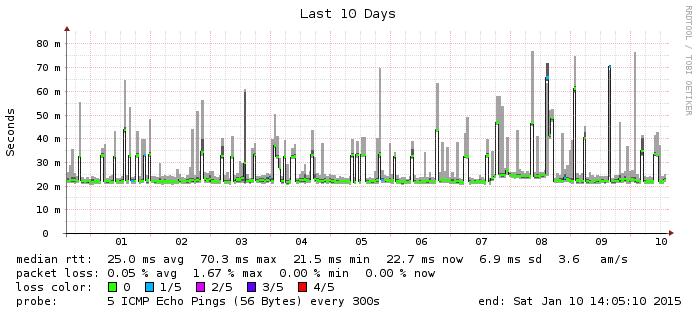 Last 10 Days
RRDTOOL / TOBI OETIKER
Seconds
80 m
70 m
60 m
50 m
40 m
30 m
20 m
10 m
0
01 02 03 04 05 06 07 08 09 10
median rtt: 25.0 ms avg 70.3 ms max 21.5 ms min 22.7 ms now 6.9 ms sd 3.6 am/s
packet loss: 0.05 % avg 1.67 % max 0.00 % min 0.00 % now
loss color: 0 1/5 2/5 3/5 4/5
probe: 5 ICMP Echo Pings (56 Bytes) every 300s end: Sat Jan 10 14:05:10 2015